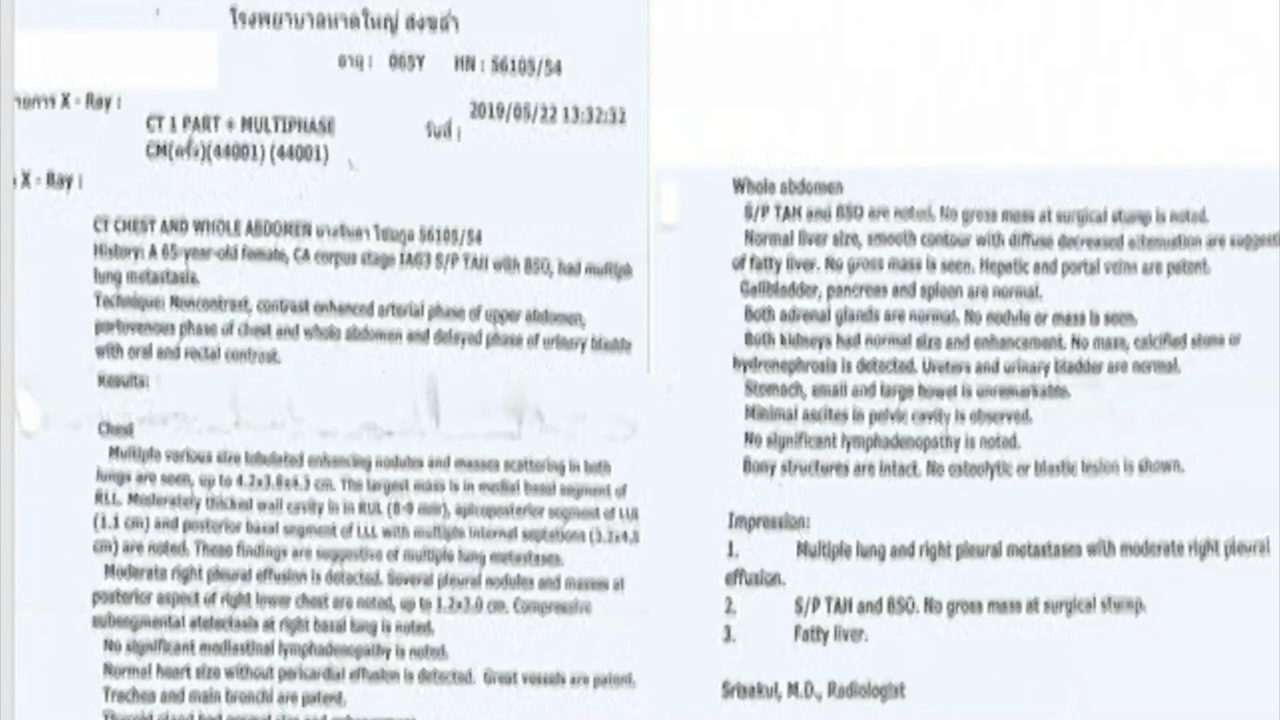 โรงพยาบาลหาดใหญ่ สงขลา
อายุ : 065Y HN : 56105/54
X - Ray :
2019/05/22 13:32:32
วันที่ :
CT 1 PART + MULTIPHASE
CM(ครั้ง)(44001) (44001)
X - Ray :
CT CHEST AND WHOLE ABDOMEN 56105/54
History: A 65-year-old female, CA corpus stage IAG3 S/P TAH with BSO, had multiple
lung metastasis.
Technique: Noncontrast, contrast enhanced arterial phase of upper abdomen,
portovenous phase of chest and whole abdomen and delayed phase of urinary bladde
with oral and rectal contrast.
Results:
Chest
Multiple various size lobulated enhancing nodules and masses scattering in both
lungs are seen, up to 4.2x3.8x4.3 cm. The largest mass is in medial basal segment of
RLL. Moderately thicked wall cavity in in RUL (8-9 mm), apicoposterior segment of LUL
(1.1 cm) and posterior basal segment of LLL with multiple internal septations
cm) are noted. These findings are suggestive of multiple lung metastases.
Moderate right pleural effusion is detected. Several pleural nodules and masses at
posterior aspect of right lower chest are noted, up to 1.2x3.0 cm. Compressive
subsegmental atelectasis at right basal lung is noted.
No significant mediastinal lymphadenopathy is noted.
Normal heart size without pericardial effusion is detected. Great vessels are patent.
Trachea and main bronchi are patent.
Thyroid gland had normal size and enhancement.
Whole abdomen
S/P TAH and BSO are noted. No gross mass at surgical stump is noted.
Normal liver size, smooth contour with diffuse decreased attenuation are suggesti
of fatty liver. No gross mass is seen. Hepatic and portal veins are patent.
Gallbladder, pancreas and spleen are normal.
Both adrenal glands are normal. No nodule or mass is seen.
Both kidneys had normal size and enhancement. No mass, calcified stone or
hydronephrosis is detected. Ureters and urinary bladder are normal.
Stomach, small and large bowel is unremarkable.
Minimal ascites in pelvic cavity is observed.
No significant lymphadenopathy is noted.
Bony structures are intact. No osteolytic or blastic lesion is shown.
Impression:
1. Multiple lung and right pleural metastases with moderate right pleural
effusion.
2. S/P TAH and BSO. No gross mass at surgical stump.
3. Fatty liver.
Srisakul, M.D., Radiologist